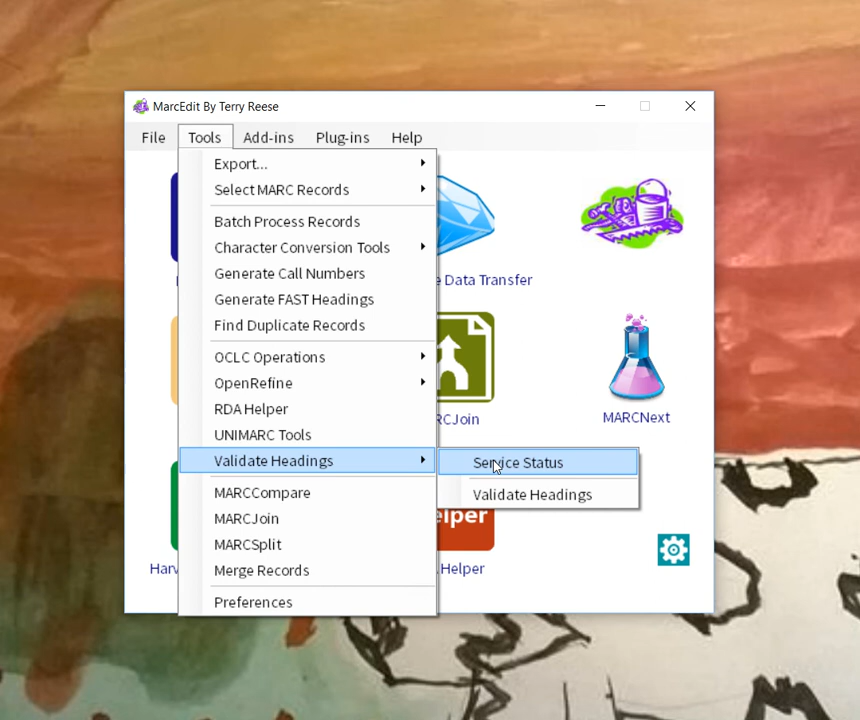 MarcEdit By Terry Reese
File Tools Add-ins Plug-ins Help
Export...
Select MARC Records
Batch Process Records
Character Conversion Tools
Generate Call Numbers
Generate FAST Headings
Find Duplicate Records
OCLC Operations
OpenRefine
RDA Helper
UNIMARC Tools
Validate Headings
MARCCompare
MARCJoin
MARCSplit
Merge Records
Preferences
Service Status
Validate Headings
Data Transfer
RCJoin
MARCNext
elper
Harv
Helper